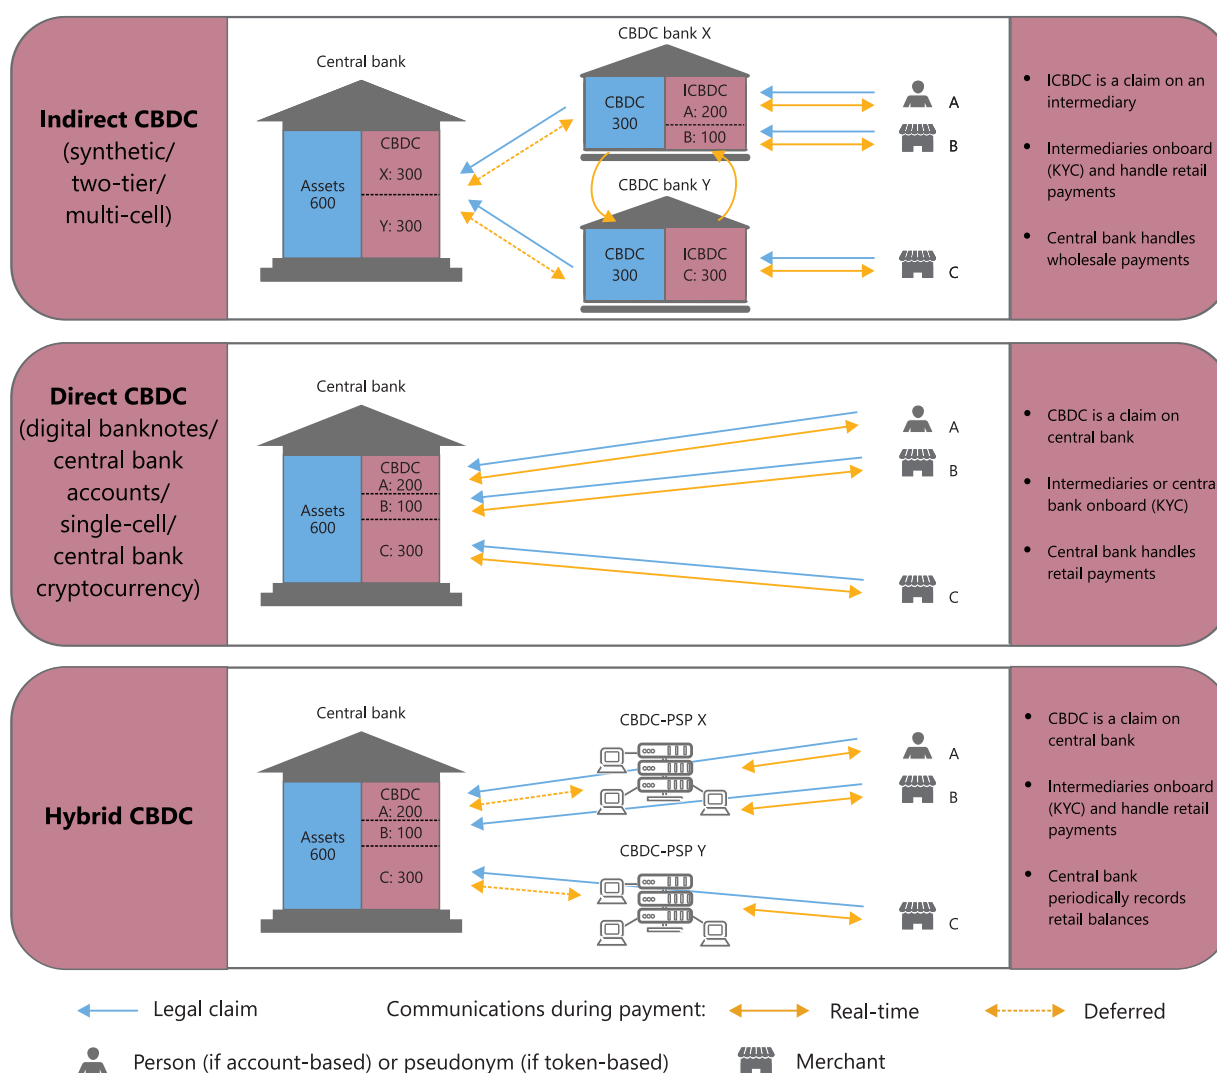 Indirect CBDC
(synthetic/
two-tier/
multi-cell)
Central bank
Assets
600
CBDC
X: 300
Y: 300
CBDC bank X
CBDC
300
ICBDC
A: 200
B: 100
CBDC bank Y
CBDC
300
ICBDC
C: 300
A
B
C
• ICBDC is a claim on an
intermediary
• Intermediaries onboard
(KYC) and handle retail
payments
• Central bank handles
wholesale payments
Direct CBDC
(digital banknotes/
central bank
accounts/
single-cell/
central bank
cryptocurrency)
Central bank
Assets
600
CBDC
A: 200
B: 100
C: 300
A
B
C
• CBDC is a claim on
central bank
• Intermediaries or central
bank onboard (KYC)
• Central bank handles
retail payments
Hybrid CBDC
Central bank
Assets
600
CBDC
A: 200
B: 100
C: 300
CBDC-PSP X
CBDC-PSP Y
A
B
C
• CBDC is a claim on
central bank
• Intermediaries onboard
(KYC) and handle retail
payments
• Central bank
periodically records
retail balances
Legal claim
Communications during payment:
Real-time
Deferred
Person (if account-based) or pseudonym (if token-based)
Merchant